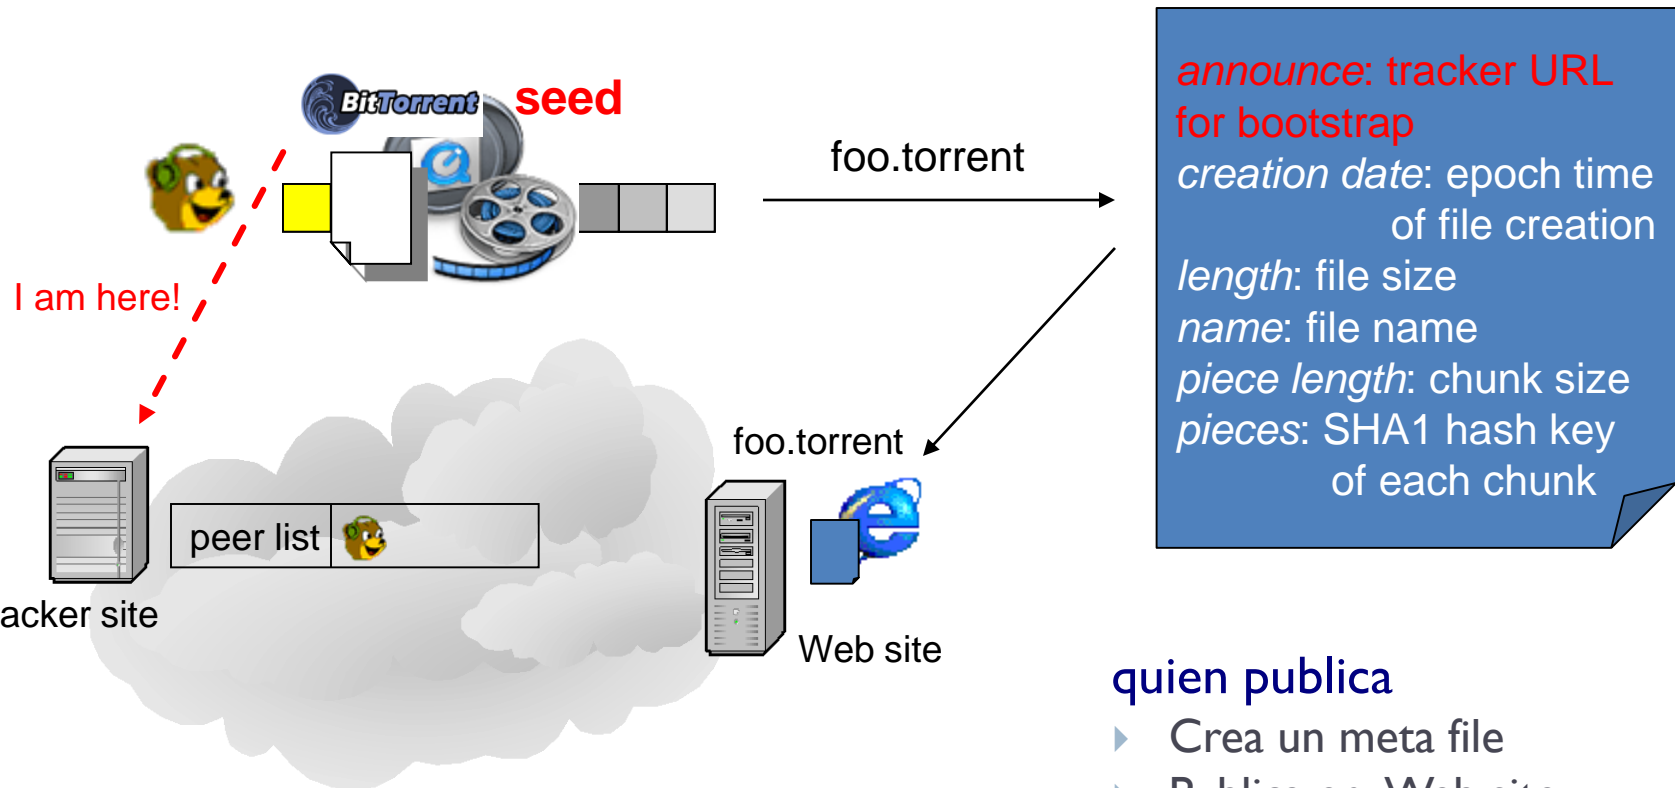 BitTorrent
seed
foo.torrent
announce: tracker URL
for bootstrap
creation date: epoch time
of file creation
length: file size
name: file name
piece length: chunk size
pieces: SHA1 hash key
of each chunk
I am here!
foo.torrent
peer list
acker site
Web site
quien publica
Crea un meta file
Web site